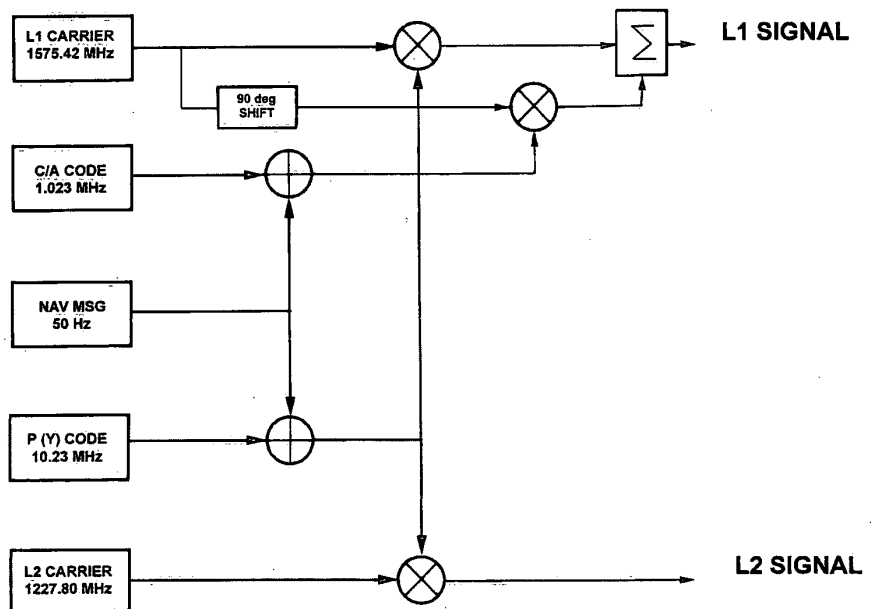 L1 CARRIER
1575.42 MHz
L1 SIGNAL
90 deg
SHIFT
Σ
C/A CODE
1.023 MHz
NAV MSG
50 Hz
P (Y) CODE
10.23 MHz
L2 CARRIER
1227.80 MHz
L2 SIGNAL